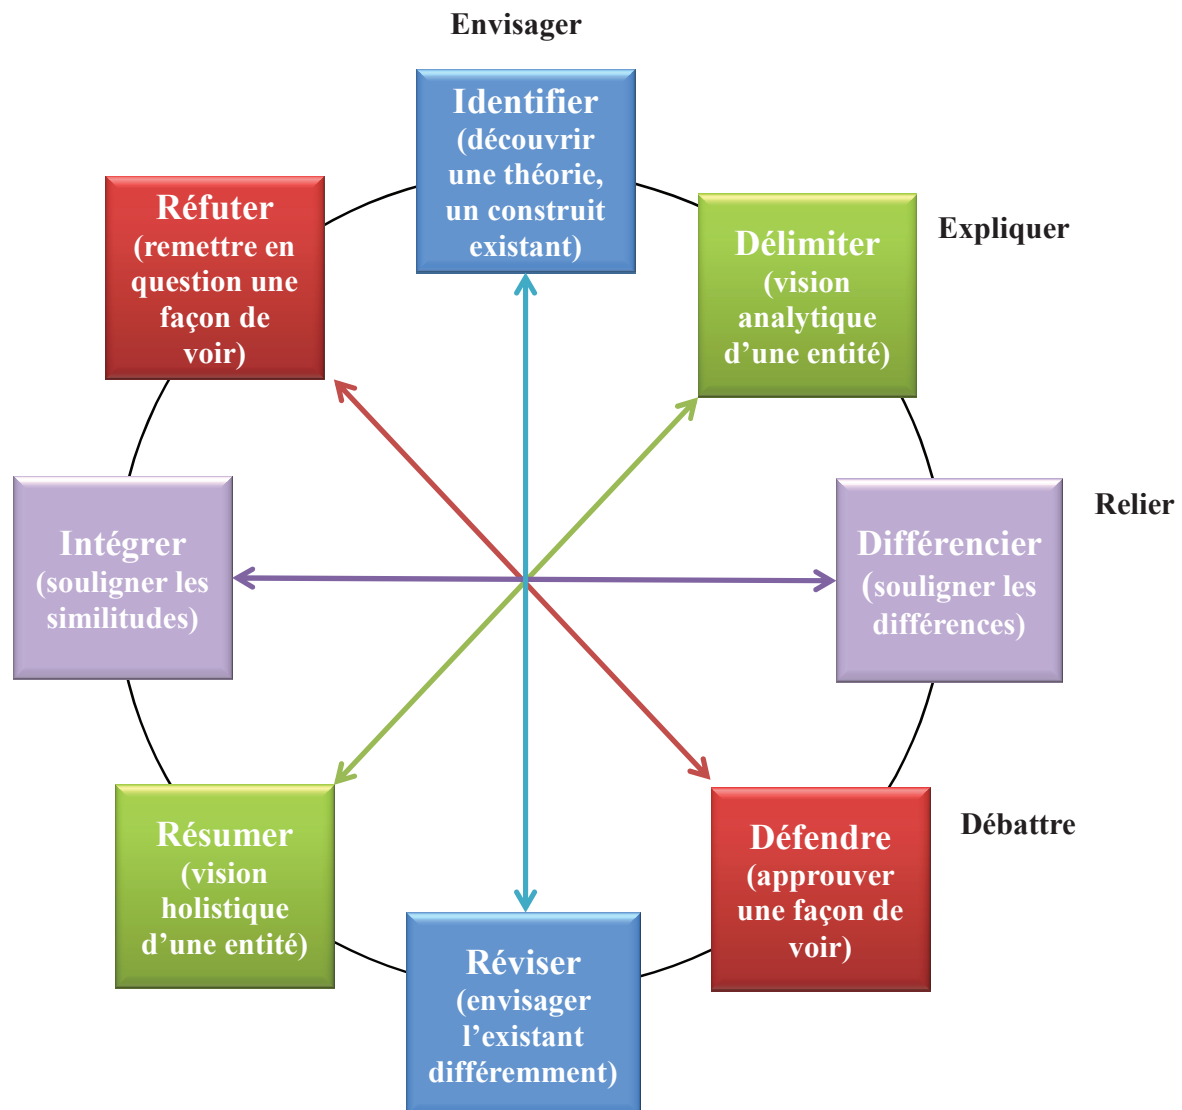 Envisager
Identifier
(découvrir
une théorie,
un construit
existant)
Réfuter
(remettre en
question une
façon de
voir)
Délimiter
(vision
analytique
d’une entité)
Expliquer
Intégrer
(souligner les
similitudes)
Différencier
(souligner les
différences)
Relier
Résumer
(vision
holistique
d’une entité)
Défendre
(approuver
une façon de
voir)
Débattre
Réviser
(envisager
l’existant
différemment)